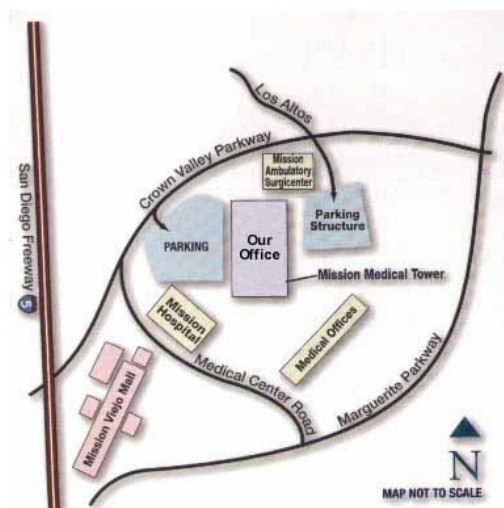 Los Altos
Crown Valley Parkway
San Diego Freeway
5
Mission
Ambulatory
Surgicenter
Parking
Structure
PARKING
Our
Office
Mission Medical Tower
Mission
Hospital
Medical Offices
Medical Center Road
Marguerite Parkway
Mission Viejo Mall
N
MAP NOT TO SCALE